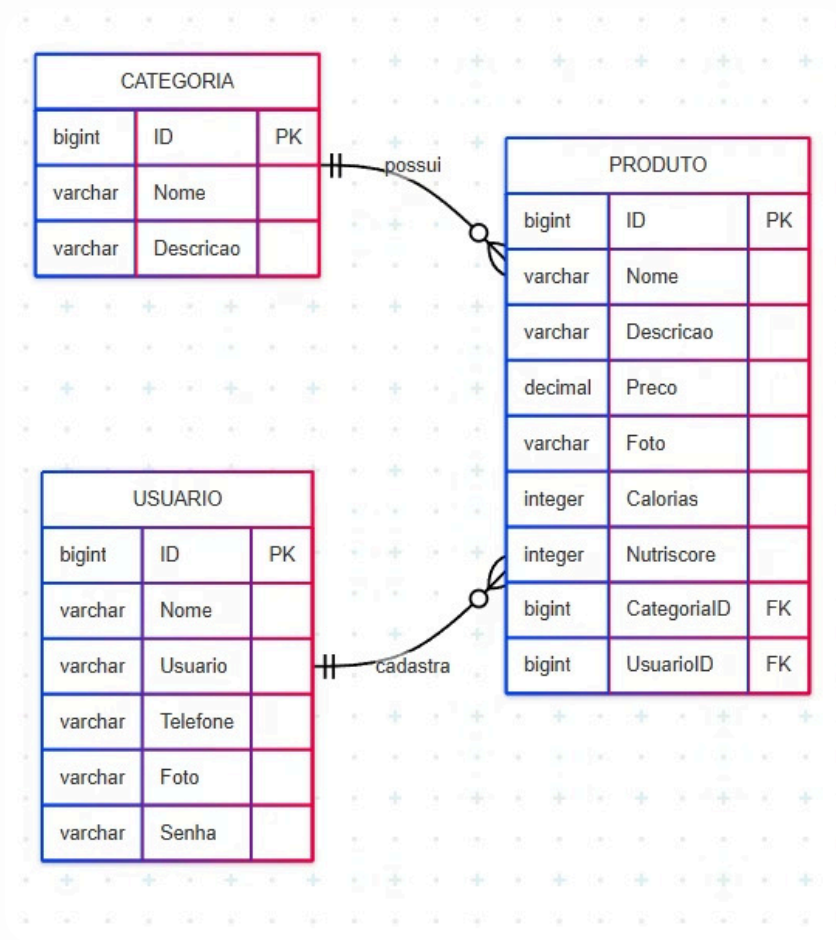 CATEGORIA
bigint ID PK
varchar Nome
varchar Descricao
possui
PRODUTO
bigint ID PK
varchar Nome
varchar Descricao
decimal Preco
varchar Foto
integer Calorias
integer Nutriscore
bigint CategoriaID FK
bigint UsuarioID FK
USUARIO
bigint ID PK
varchar Nome
varchar Usuario
varchar Telefone
varchar Foto
varchar Senha
cadastra